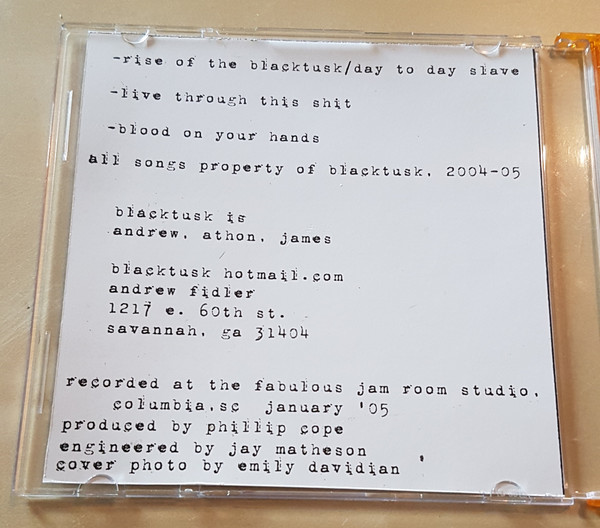 -rise of the blacktusk/day to day slave
-live through this shit
-blood on your hands
all songs property of blacktusk. 2004-05
blacktusk is
andrew. athon. james
blacktusk hotmail.com
andrew fidler
1217 e. 60th st.
savannah. ga 31404
recorded at the fabulous jam room studio.
columbia.sc january '05
produced by phillip cope
engineered by jay matheson
cover photo by emily davidian